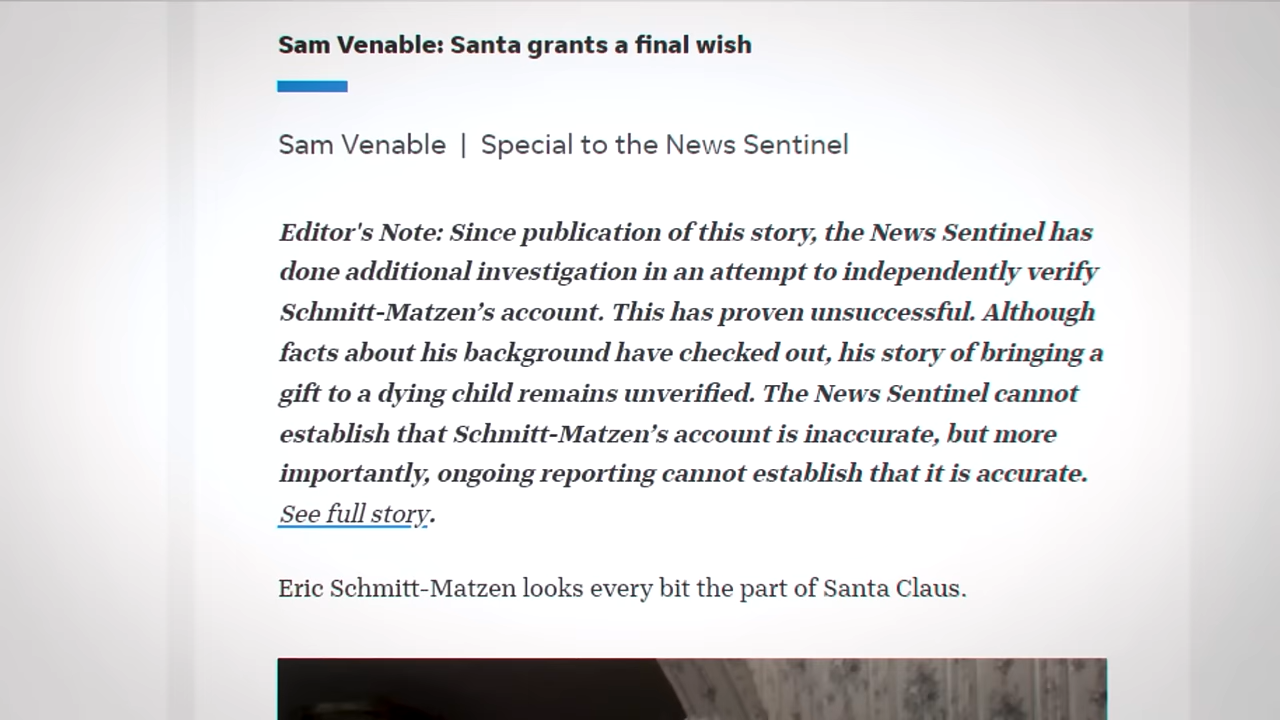 Sam Venable: Santa grants a final wish
Sam Venable | Special to the News Sentinel
Editor's Note: Since publication of this story, the News Sentinel has
done additional investigation in an attempt to independently verify
Schmitt-Matzen’s account. This has proven unsuccessful. Although
facts about his background have checked out, his story of bringing a
gift to a dying child remains unverified. The News Sentinel cannot
establish that Schmitt-Matzen’s account is inaccurate, but more
importantly, ongoing reporting cannot establish that it is accurate.
See full story.
Eric Schmitt-Matzen looks every bit the part of Santa Claus.